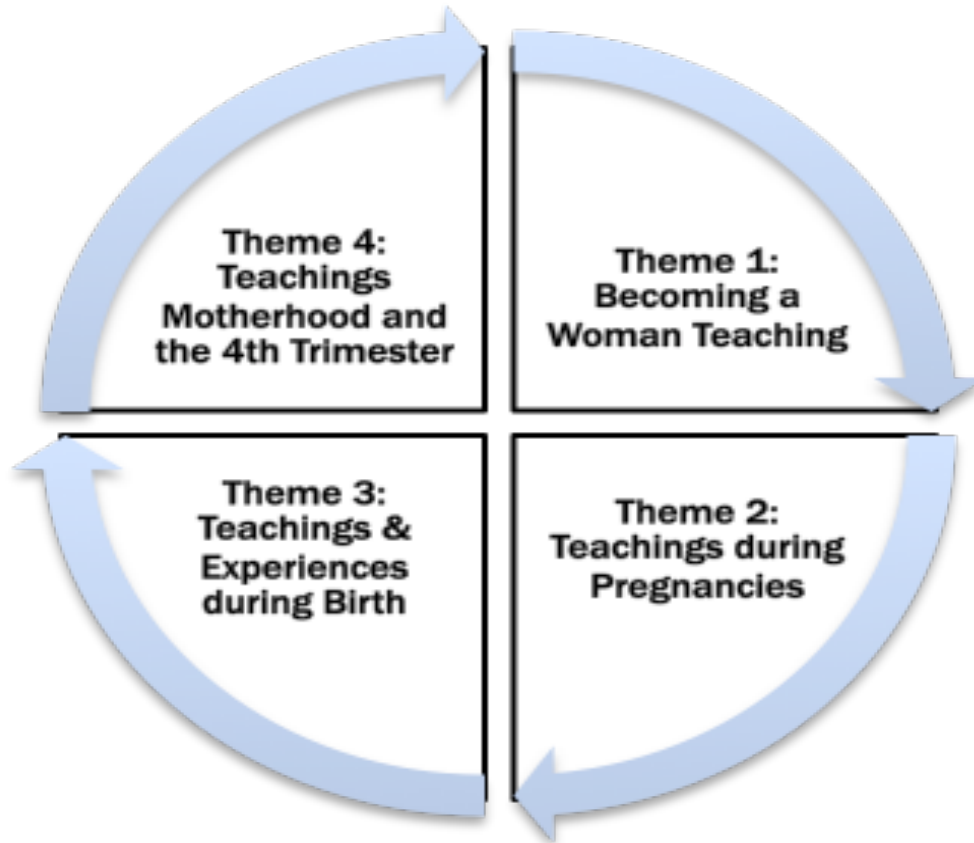 Theme 4:
Teachings
Motherhood and
the 4th Trimester
Theme 1:
Becoming a
Woman Teaching
Theme 3:
Teachings &
Experiences
during Birth
Theme 2:
Teachings during
Pregnancies